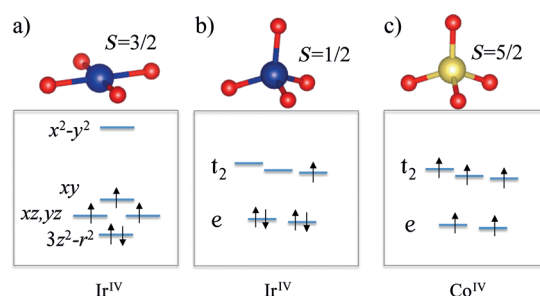 a) S=3/2
x²-y²
xy
xz,yz
3z²-r²
Ir^IV
b) S=1/2
t₂
e
Ir^IV
c) S=5/2
t₂
e
Co^IV